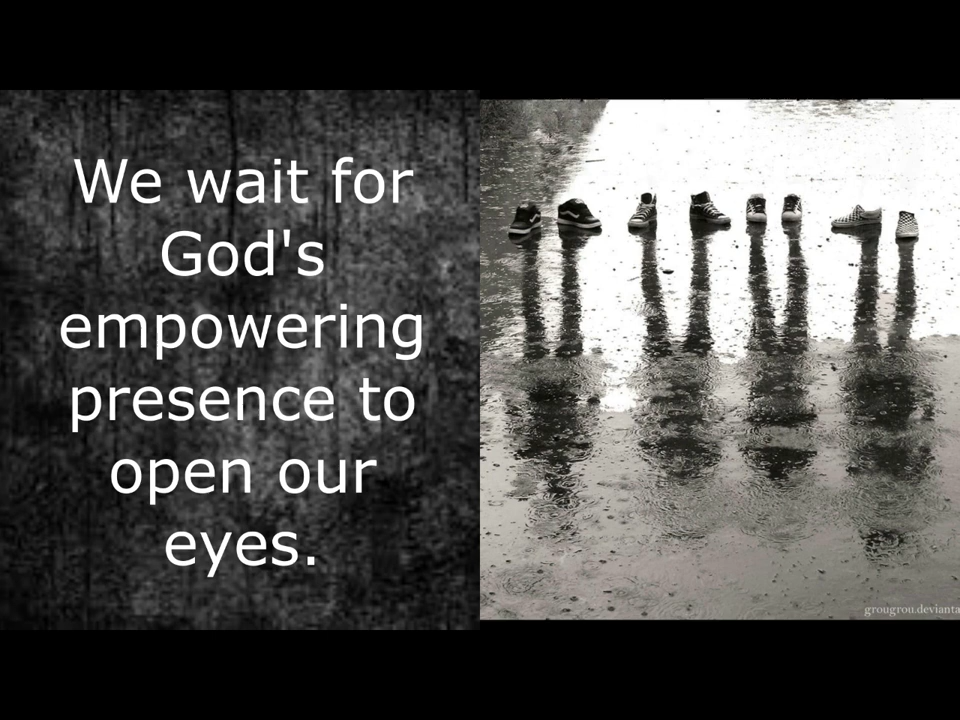 We wait for
God's
empowering
presence to
open our
eyes.
grougrou.devianta